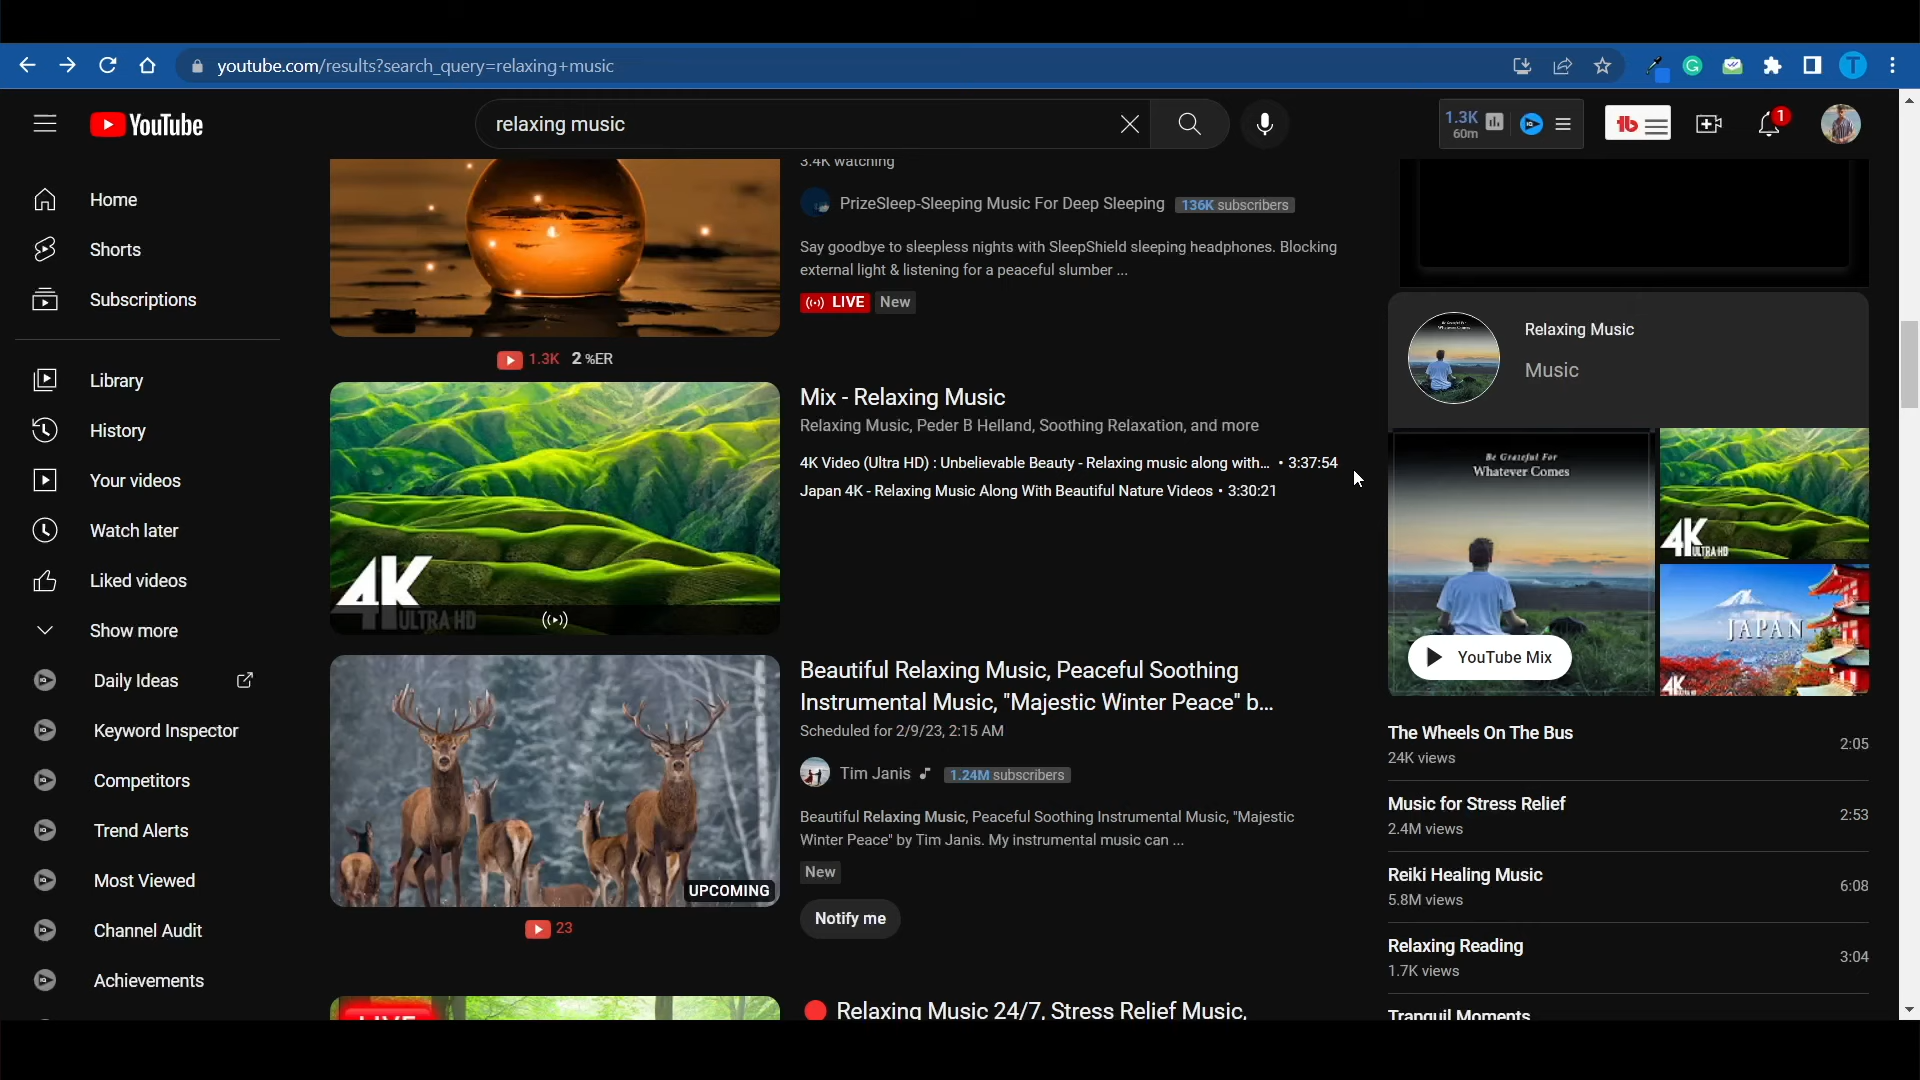 youtube.com/results?search_query=relaxing+music
YouTube
relaxing music
1.3K
60m
1
Home
Shorts
Subscriptions
Library
History
Your videos
Watch later
Liked videos
Show more
Daily Ideas
Keyword Inspector
Competitors
Trend Alerts
Most Viewed
Channel Audit
Achievements
3.4K watching
PrizeSleep-Sleeping Music For Deep Sleeping 136K subscribers
Say goodbye to sleepless nights with SleepShield sleeping headphones. Blocking
external light & listening for a peaceful slumber ...
LIVE New
1.3K 2 %ER
Mix - Relaxing Music
Relaxing Music, Peder B Helland, Soothing Relaxation, and more
4K Video (Ultra HD) : Unbelievable Beauty - Relaxing music along with... • 3:37:54
Japan 4K - Relaxing Music Along With Beautiful Nature Videos • 3:30:21
4K
ULTRA HD
Beautiful Relaxing Music, Peaceful Soothing
Instrumental Music, "Majestic Winter Peace" b...
Scheduled for 2/9/23, 2:15 AM
Tim Janis 1.24M subscribers
Beautiful Relaxing Music, Peaceful Soothing Instrumental Music, "Majestic
Winter Peace" by Tim Janis. My instrumental music can ...
New
Notify me
UPCOMING
23
LIVE
Relaxing Music 24/7, Stress Relief Music,
Relaxing Music
Music
Be Grateful For
Whatever Comes
4K ULTRA HD
JAPAN
4K
YouTube Mix
The Wheels On The Bus
24K views
2:05
Music for Stress Relief
2.4M views
2:53
Reiki Healing Music
5.8M views
6:08
Relaxing Reading
1.7K views
3:04
Tranquil Moments